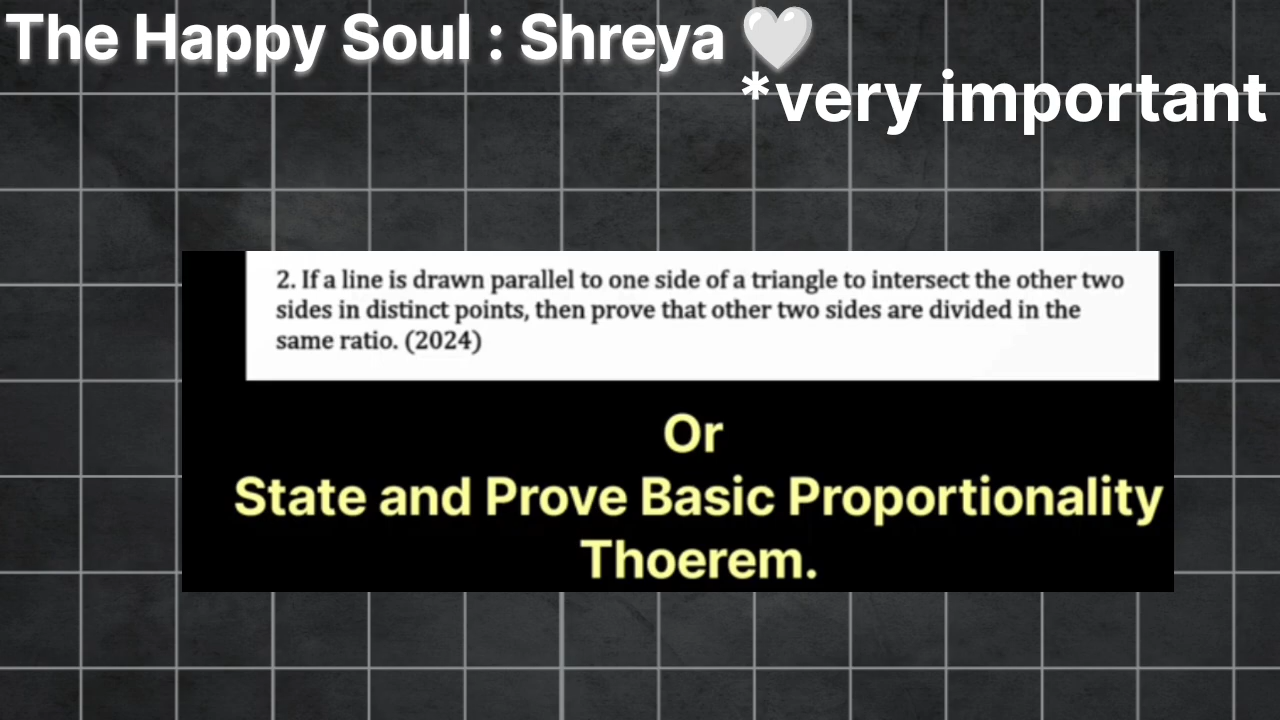 The Happy Soul : Shreya 🤍
*very important
2. If a line is drawn parallel to one side of a triangle to intersect the other two
sides in distinct points, then prove that other two sides are divided in the
same ratio. (2024)
Or
State and Prove Basic Proportionality
Thoerem.